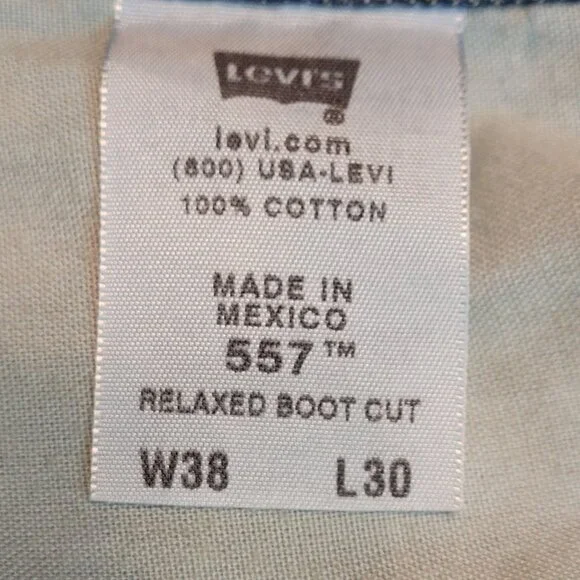 Levi's
®
levi.com
(800) USA-LEVI
100% COTTON
MADE IN
MEXICO
557™
RELAXED BOOT CUT
W38 L30